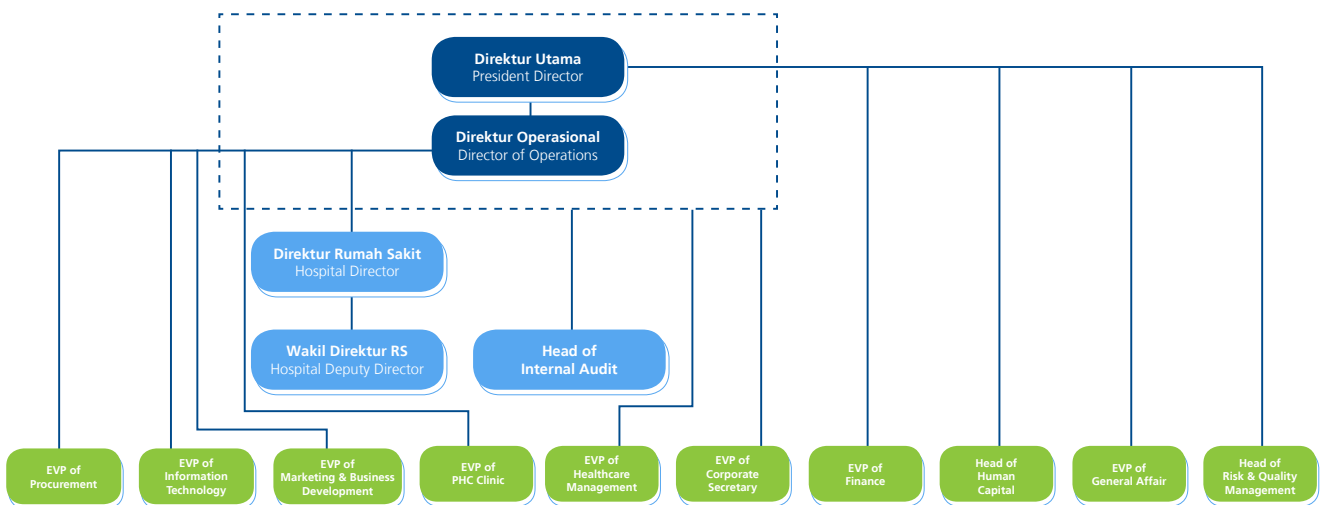 Direktur Utama
President Director
Direktur Operasional
Director of Operations
Direktur Rumah Sakit
Hospital Director
Wakil Direktur RS
Hospital Deputy Director
Head of
Internal Audit
EVP of
Procurement
EVP of
Information
Technology
EVP of
Marketing & Business
Development
EVP of
PHC Clinic
EVP of
Healthcare
Management
EVP of
Corporate
Secretary
EVP of
Finance
Head of
Human
Capital
EVP of
General Affair
Head of
Risk & Quality
Management